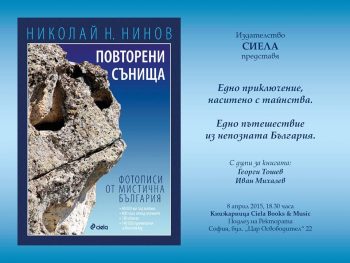 НИКОЛАЙ Н. НИНОВ
ПОВТОРЕНИ
СЪНИЩА
ФОТОПИСИ
ОТ МИСТИЧНА
БЪЛГАРИЯ
ciela
Издателство
СИЕЛА
представя
Едно приключение,
наситено с тайнства.
Едно пътешествие
из непозната България.
С думи за книгата:
Георги Тошев
Иван Михалев
8 април 2015, 18.30 часа
Книжарница Ciela Books & Music
Подлеза на Ректората
София, бул. „Цар Освободител“ 22